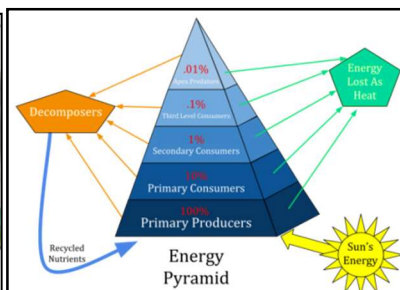 .01%
Apex Predators
.1%
Third Level Consumers
1%
Secondary Consumers
10%
Primary Consumers
100%
Primary Producers
Decomposers
Energy
Lost As
Heat
Recycled
Nutrients
Energy
Pyramid
Sun's
Energy